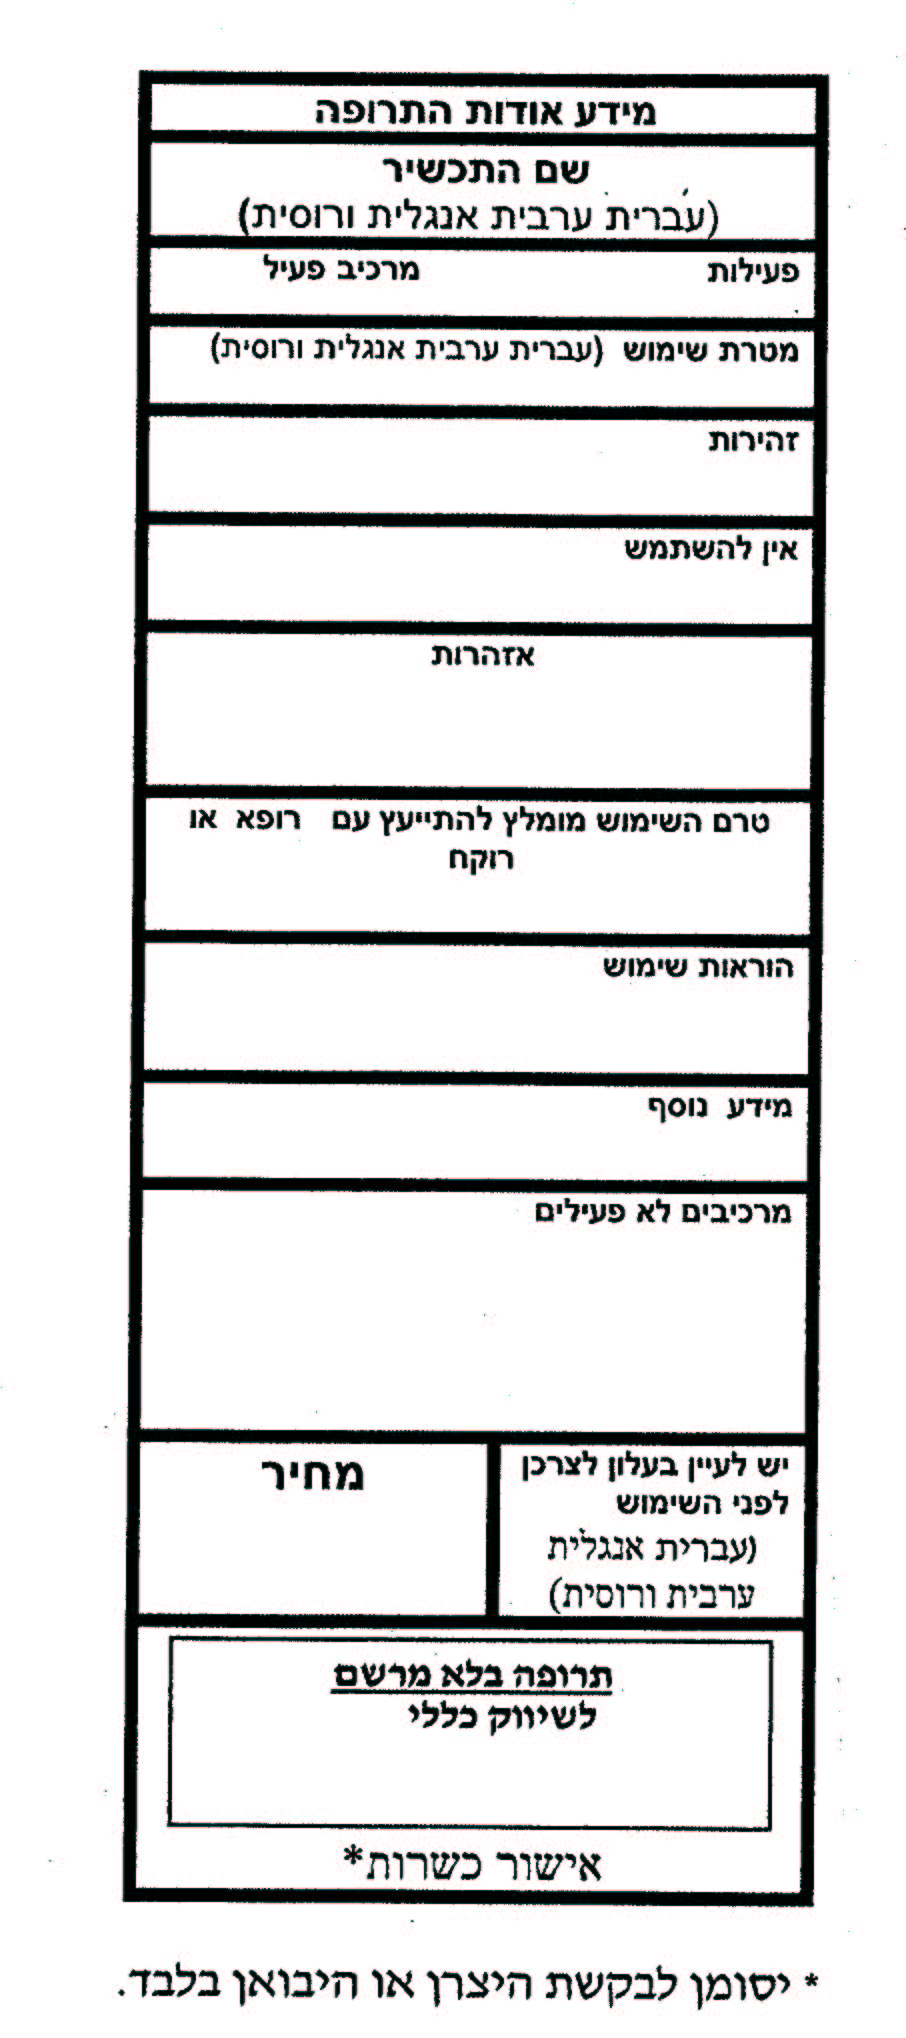 מידע אודות התרופה
שם התכשיר
(עברית ערבית אנגלית ורוסית)
פעילות מרכיב פעיל
מטרת שימוש (עברית ערבית אנגלית ורוסית)
זהירות
אין להשתמש
אזהרות
טרם השימוש מומלץ להתייעץ עם רופא או
רוקח
הוראות שימוש
מידע נוסף
מרכיבים לא פעילים
יש לעיין בעלון לצרכן
לפני השימוש
(עברית אנגלית
ערבית ורוסית)
מחיר
תרופה בלא מרשם
לשיווק כללי
אישור כשרות*
* יסומן לבקשת היצרן או היבואן בלבד.